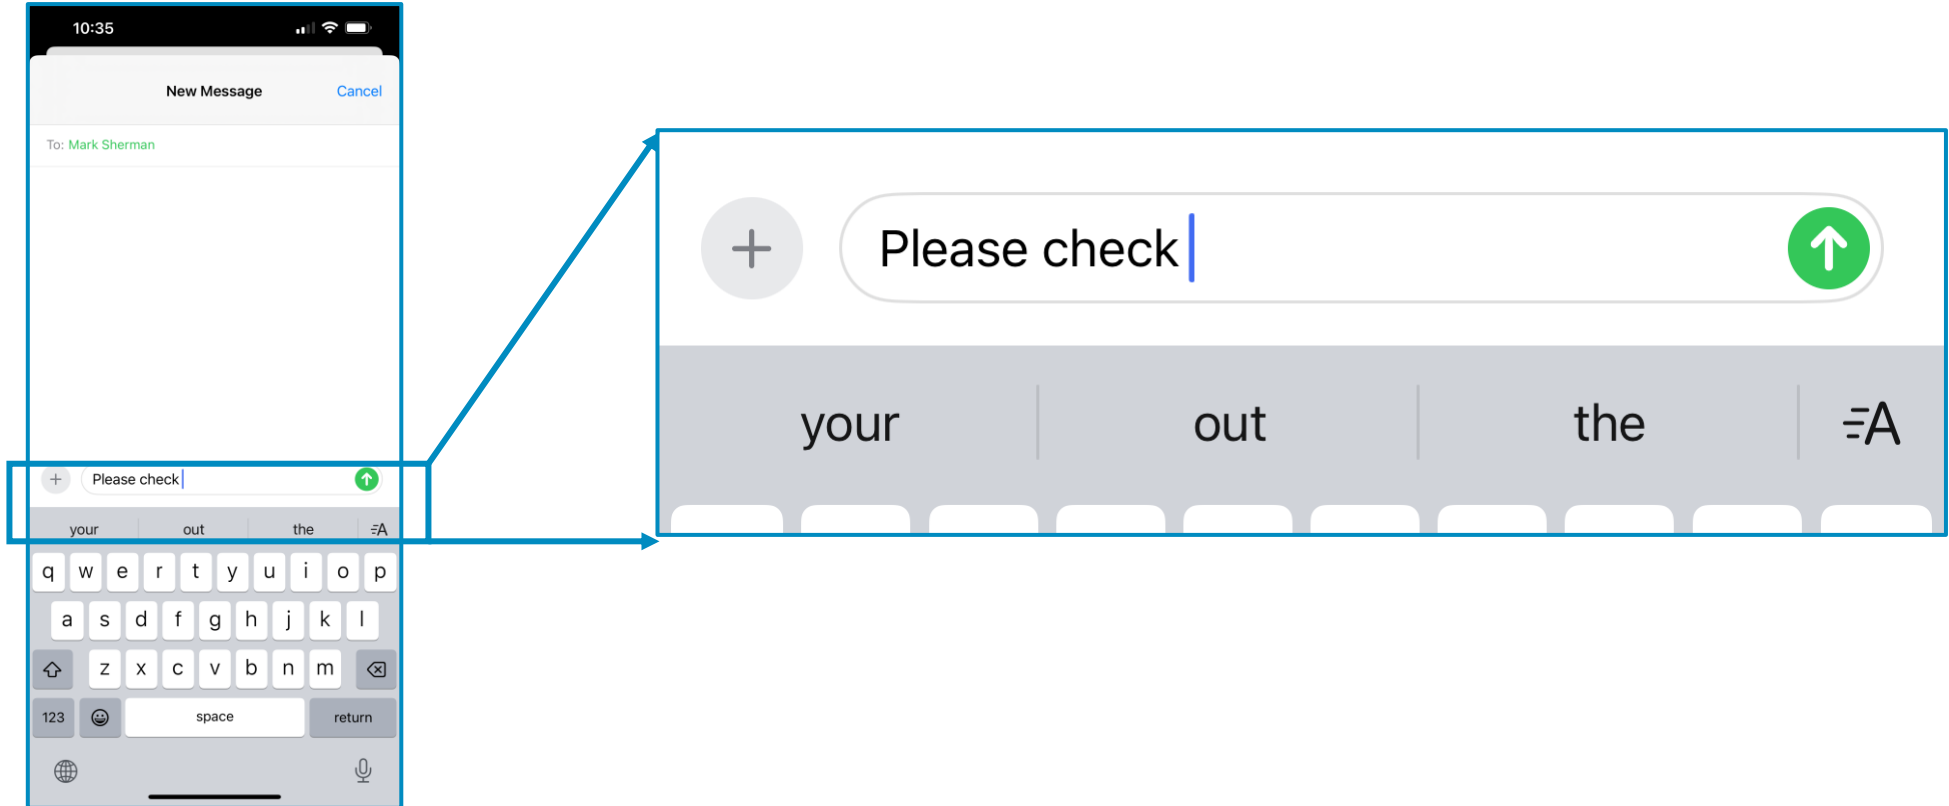 10:35
New Message Cancel
To: Mark Sherman
Please check
your out the A
q w e r t y u i o p
a s d f g h j k l
z x c v b n m
123 space return
Please check
your out the A